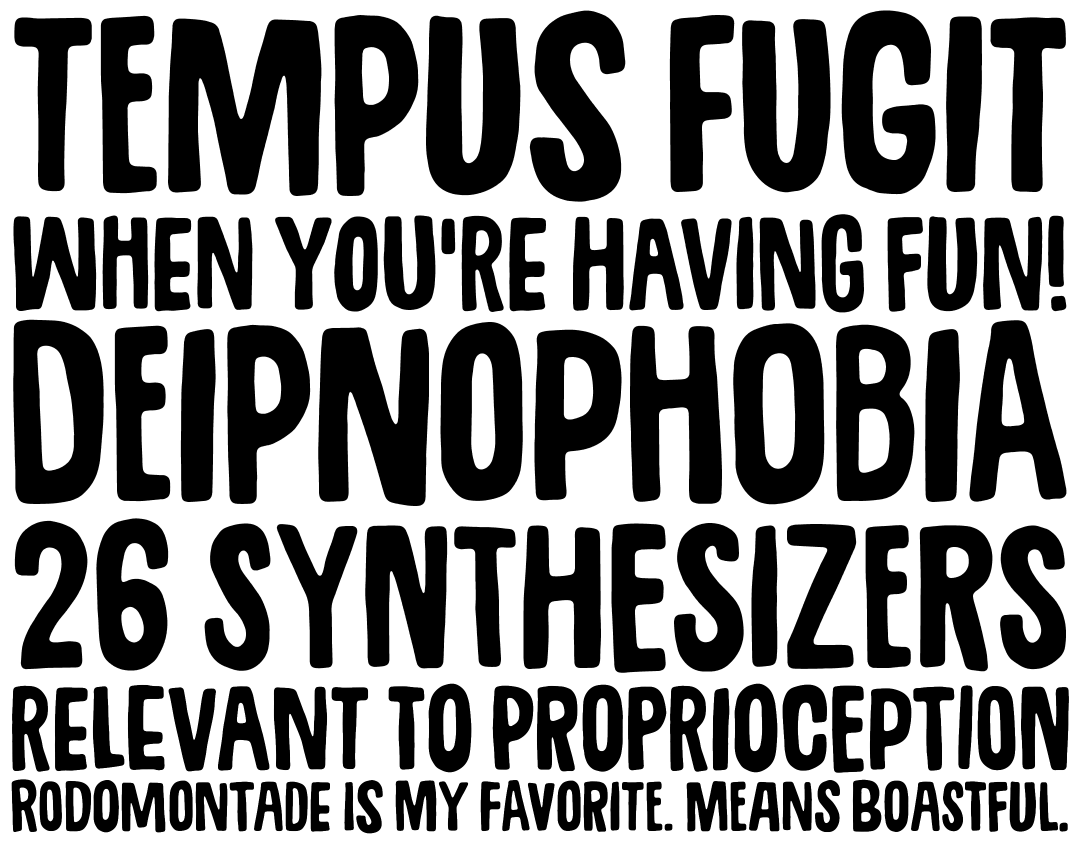 TEMPUS FUGIT
WHEN YOU'RE HAVING FUN!
DEIPNOPHOBIA
26 SYNTHESIZERS
RELEVANT TO PROPRIOCEPTION
RODOMONTADE IS MY FAVORITE. MEANS BOASTFUL.